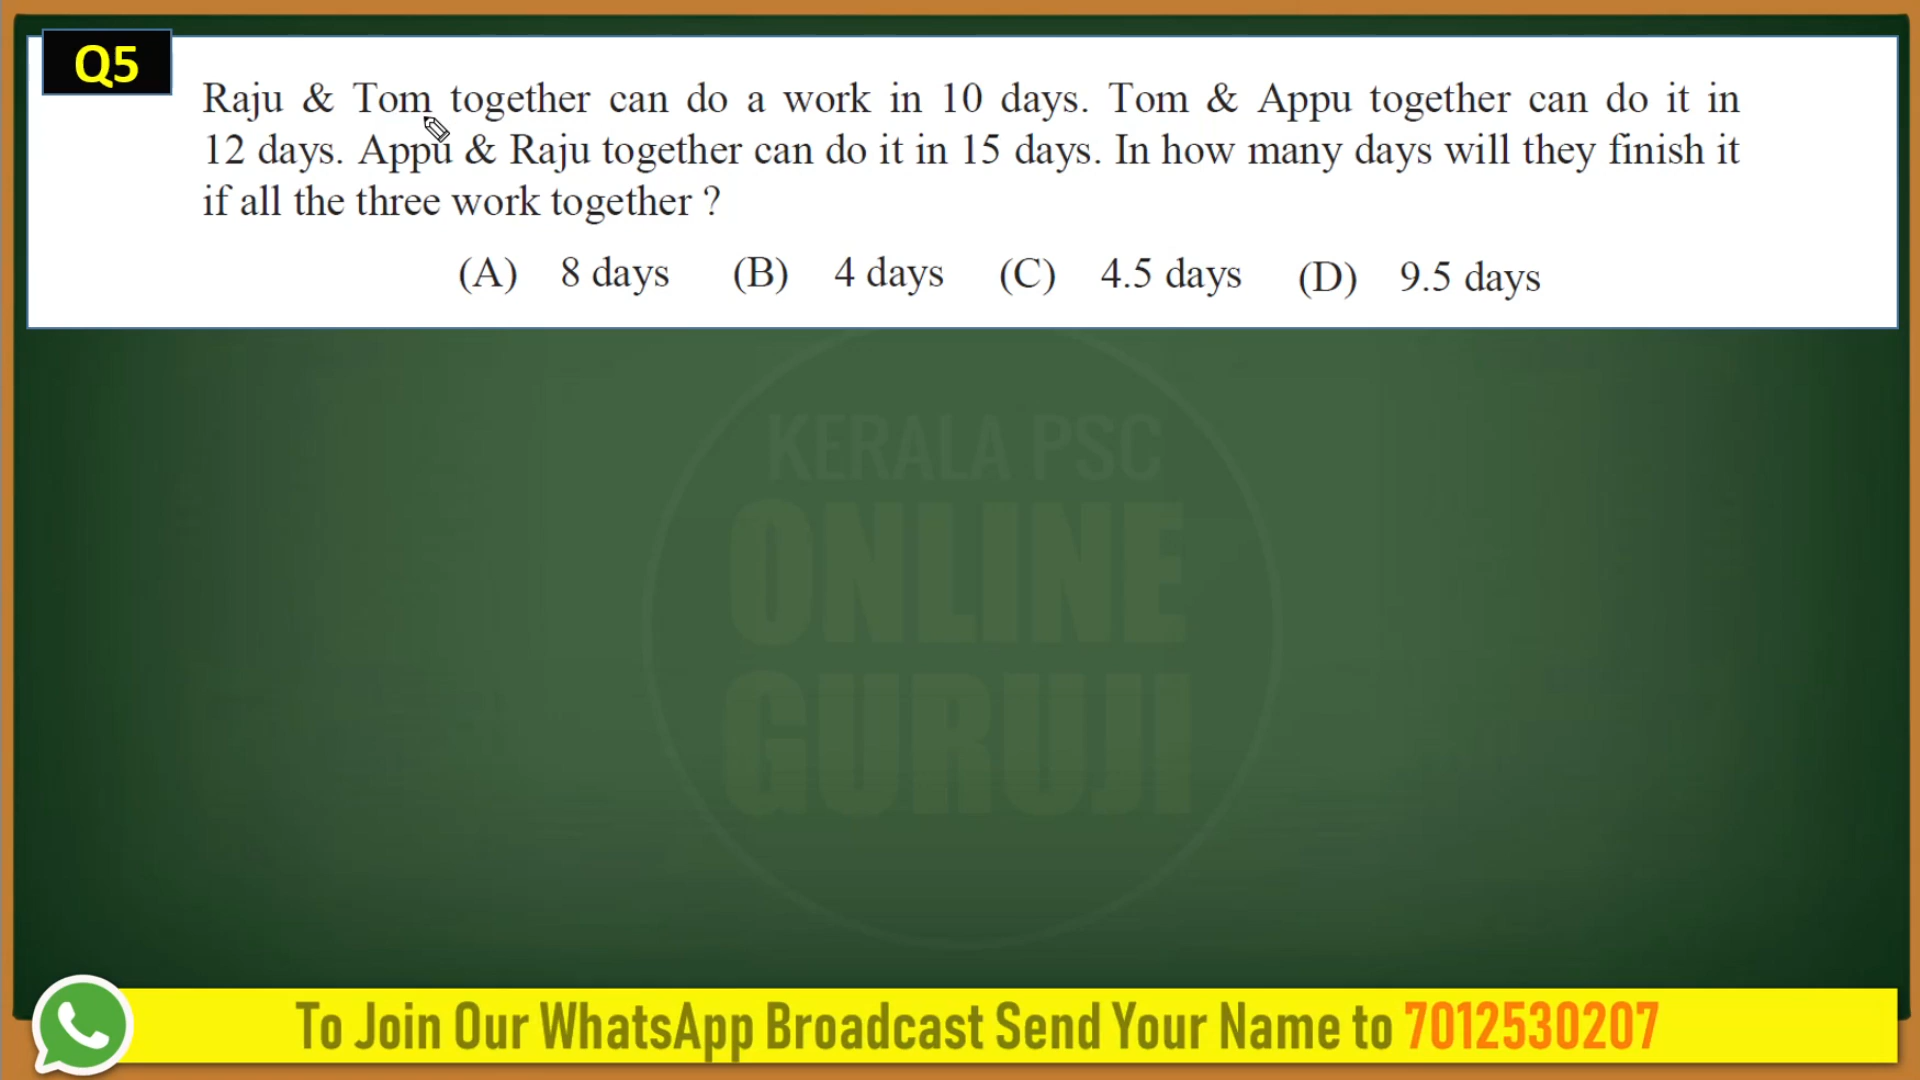 Q5
Raju & Tom together can do a work in 10 days. Tom & Appu together can do it in
12 days. Appu & Raju together can do it in 15 days. In how many days will they finish it
if all the three work together ?
(A) 8 days (B) 4 days (C) 4.5 days (D) 9.5 days
KERALA PSC
ONLINE
GURUJI
To Join Our WhatsApp Broadcast Send Your Name to 7012530207